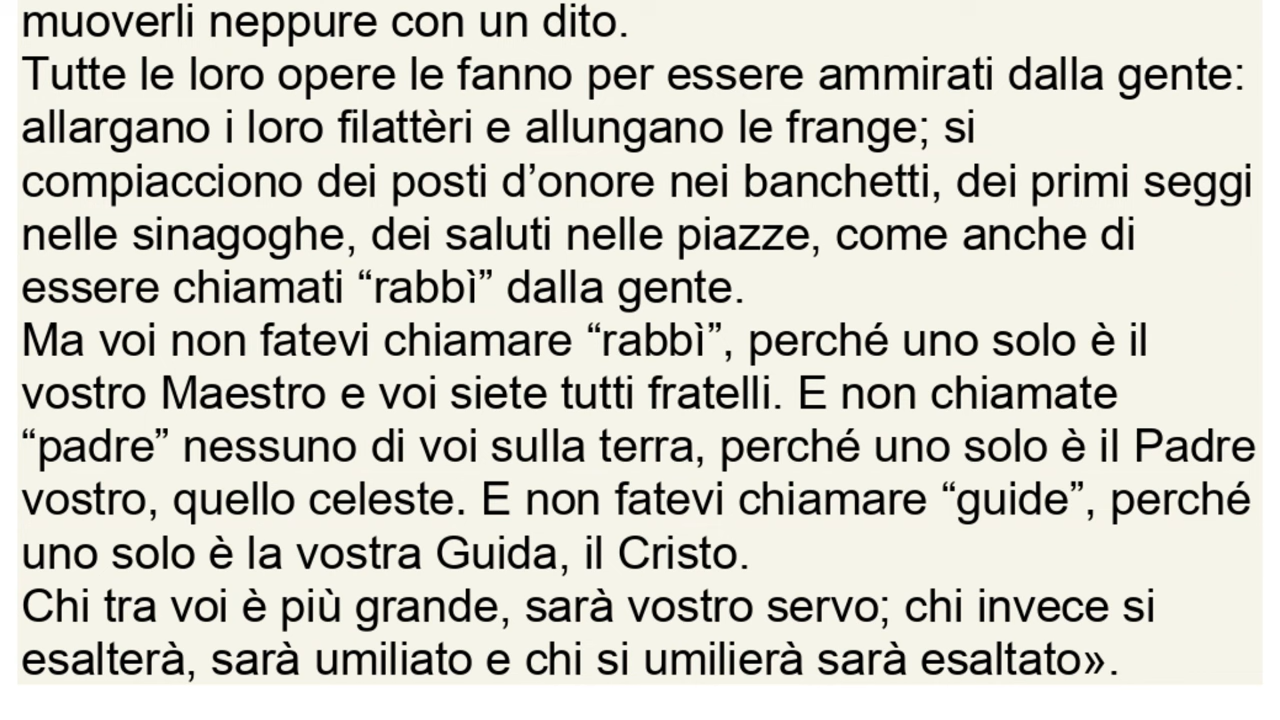 muoverli neppure con un dito.
Tutte le loro opere le fanno per essere ammirati dalla gente:
allargano i loro filattèri e allungano le frange; si
compiacciono dei posti d’onore nei banchetti, dei primi seggi
nelle sinagoghe, dei saluti nelle piazze, come anche di
essere chiamati “rabbì” dalla gente.
Ma voi non fatevi chiamare “rabbì”, perché uno solo è il
vostro Maestro e voi siete tutti fratelli. E non chiamate
“padre” nessuno di voi sulla terra, perché uno solo è il Padre
vostro, quello celeste. E non fatevi chiamare “guide”, perché
uno solo è la vostra Guida, il Cristo.
Chi tra voi è più grande, sarà vostro servo; chi invece si
esalterà, sarà umiliato e chi si umilierà sarà esaltato».